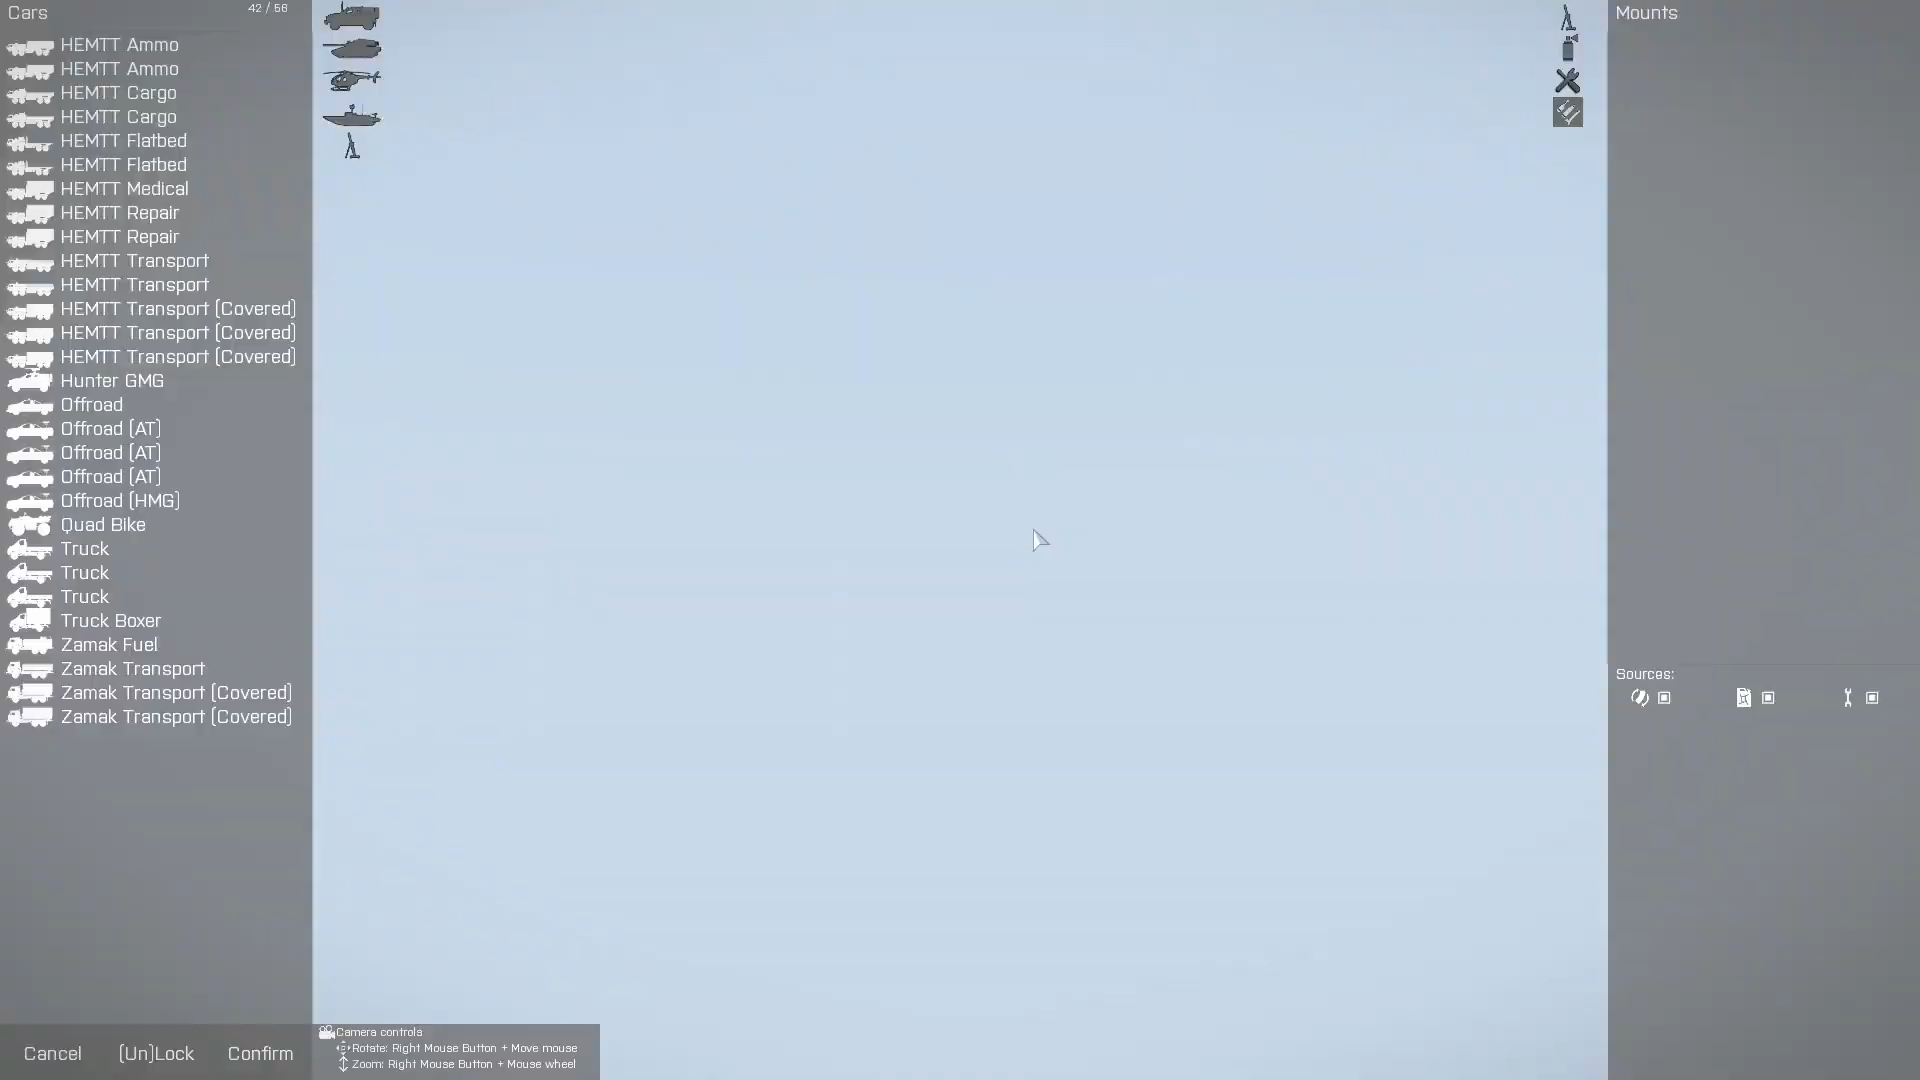 Cars
42 / 58
HEMTT Ammo
HEMTT Ammo
HEMTT Cargo
HEMTT Cargo
HEMTT Flatbed
HEMTT Flatbed
HEMTT Medical
HEMTT Repair
HEMTT Repair
HEMTT Transport
HEMTT Transport
HEMTT Transport (Covered)
HEMTT Transport (Covered)
HEMTT Transport (Covered)
Hunter GMG
Offroad
Offroad (AT)
Offroad (AT)
Offroad (AT)
Offroad (HMG)
Quad Bike
Truck
Truck
Truck
Truck Boxer
Zamak Fuel
Zamak Transport
Zamak Transport (Covered)
Zamak Transport (Covered)
Cancel
(Un)Lock
Confirm
Camera controls
Rotate: Right Mouse Button + Move mouse
Zoom: Right Mouse Button + Mouse wheel
Mounts
Sources: